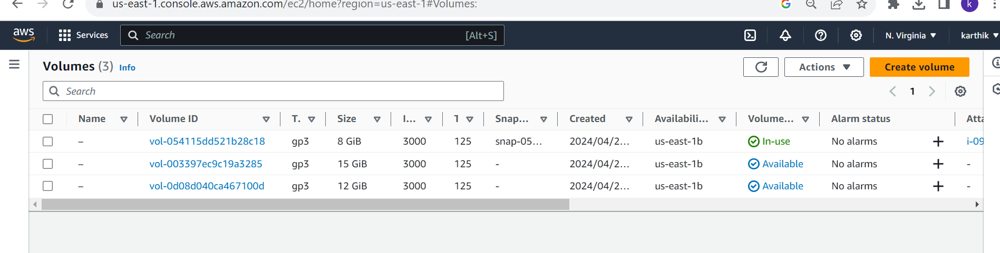 us-east-1.console.aws.amazon.com/ec2/home?region=us-east-1#Volumes:
k
aws Services Search [Alt+S] N. Virginia karthik
Volumes (3) Info Actions Create volume
Search 1
Name Volume ID T. Size I... T Snap... Created Availabili... Volume... Alarm status Atta
– vol-054115dd521b28c18 gp3 8 GiB 3000 125 snap-05... 2024/04/2... us-east-1b In-use No alarms + i-09
– vol-003397ec9c19a3285 gp3 15 GiB 3000 125 - 2024/04/2... us-east-1b Available No alarms + -
– vol-0d08d040ca467100d gp3 12 GiB 3000 125 - 2024/04/2... us-east-1b Available No alarms + -